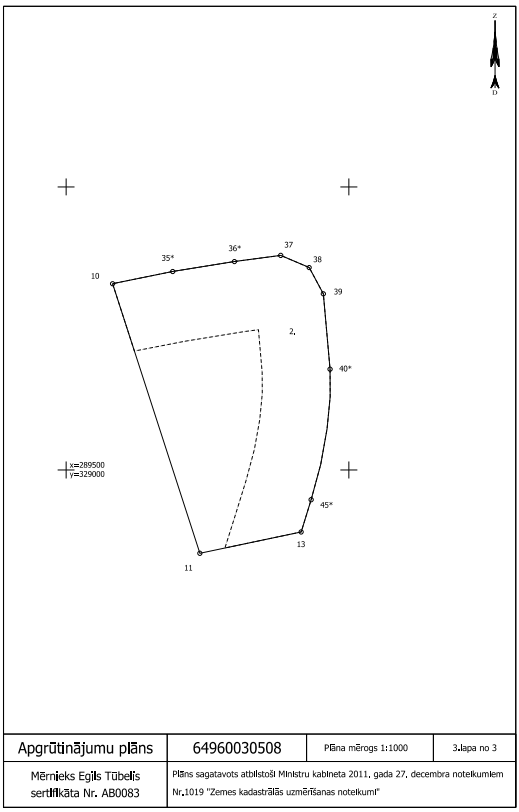 Z
D
37
36*
38
35*
10
39
2.
40*
x=289500
y=329000
45*
13
11
Apgrūtinājumu plāns
64960030508
Plāna mērogs 1:1000
3.lapa no 3
Mērnieks Egīls Tūbelis
sertifikāta Nr. AB0083
Plāns sagatavots atbilstoši Ministru kabineta 2011. gada 27. decembra noteikumiem
Nr.1019 "Zemes kadastrālās uzmērīšanas noteikumi"